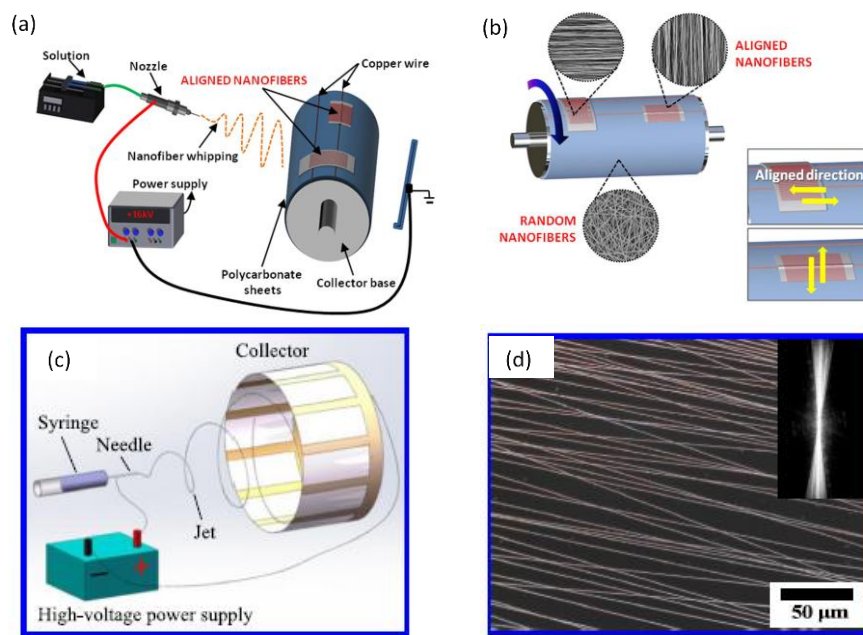 (a)
Solution
Nozzle
ALIGNED NANOFIBERS
Copper wire
Nanofiber whipping
Power supply
+16kV
Polycarbonate
sheets
Collector base
(b)
ALIGNED
NANOFIBERS
RANDOM
NANOFIBERS
Aligned direction
(c)
Collector
Syringe
Needle
Jet
+
High-voltage power supply
(d)
50 μm